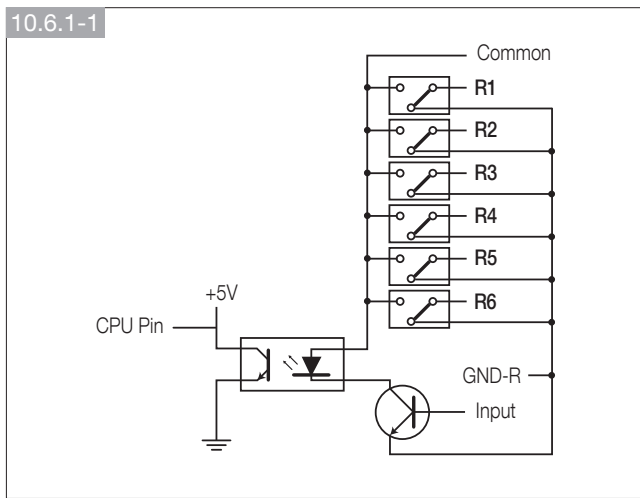 10.6.1-1
Common
R1
R2
R3
R4
R5
R6
+5V
CPU Pin
GND-R
Input